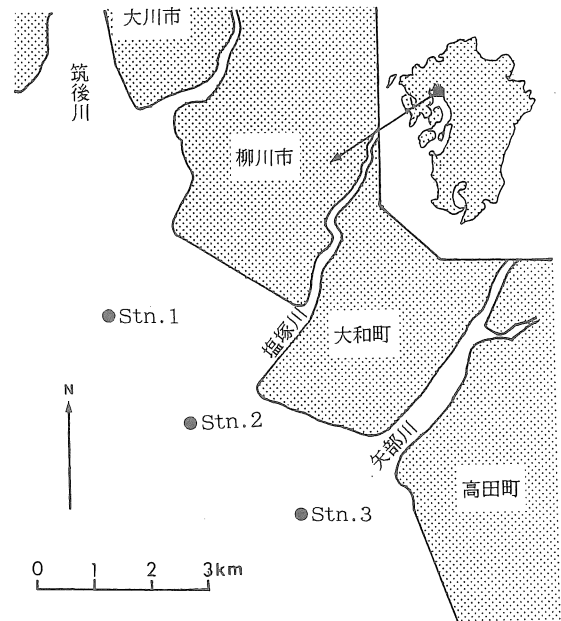 大川市
筑後川
柳川市
Stn.1
塩塚川
大和町
N
Stn.2
矢部川
高田町
Stn.3
0 1 2 3km